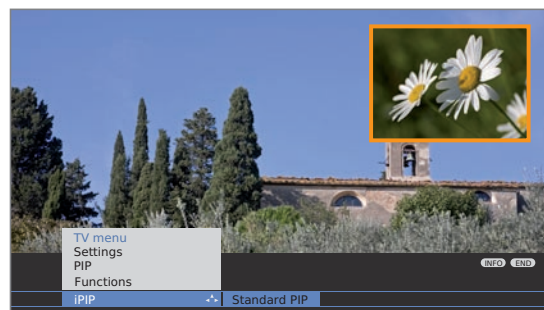 TV menu
Settings
PIP
Functions
INFO END
iPIP Standard PIP